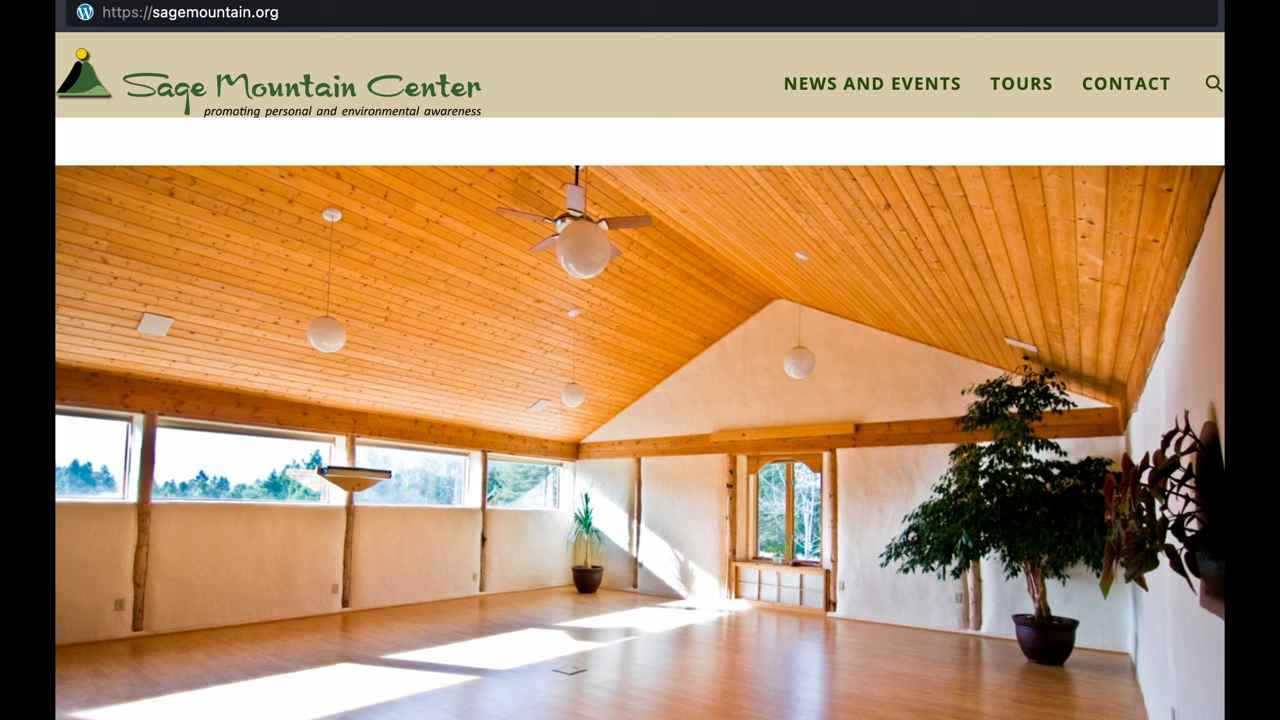 https://sagemountain.org
Sage Mountain Center
promoting personal and environmental awareness
NEWS AND EVENTS TOURS CONTACT